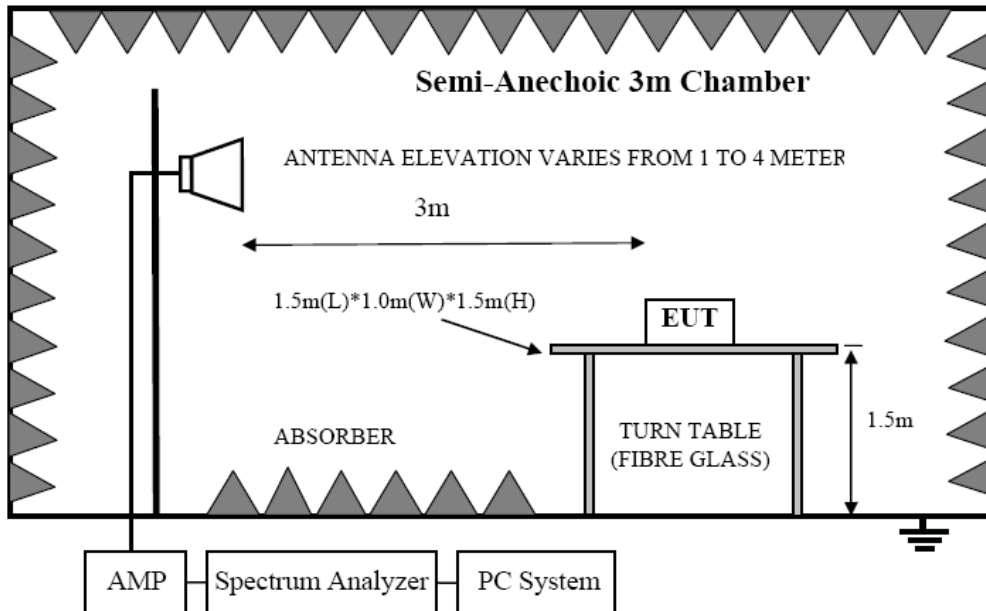 Semi-Anechoic 3m Chamber
ANTENNA ELEVATION VARIES FROM 1 TO 4 METER
3m
1.5m(L)*1.0m(W)*1.5m(H)
EUT
1.5m
ABSORBER
TURN TABLE
(FIBRE GLASS)
AMP
Spectrum Analyzer
PC System